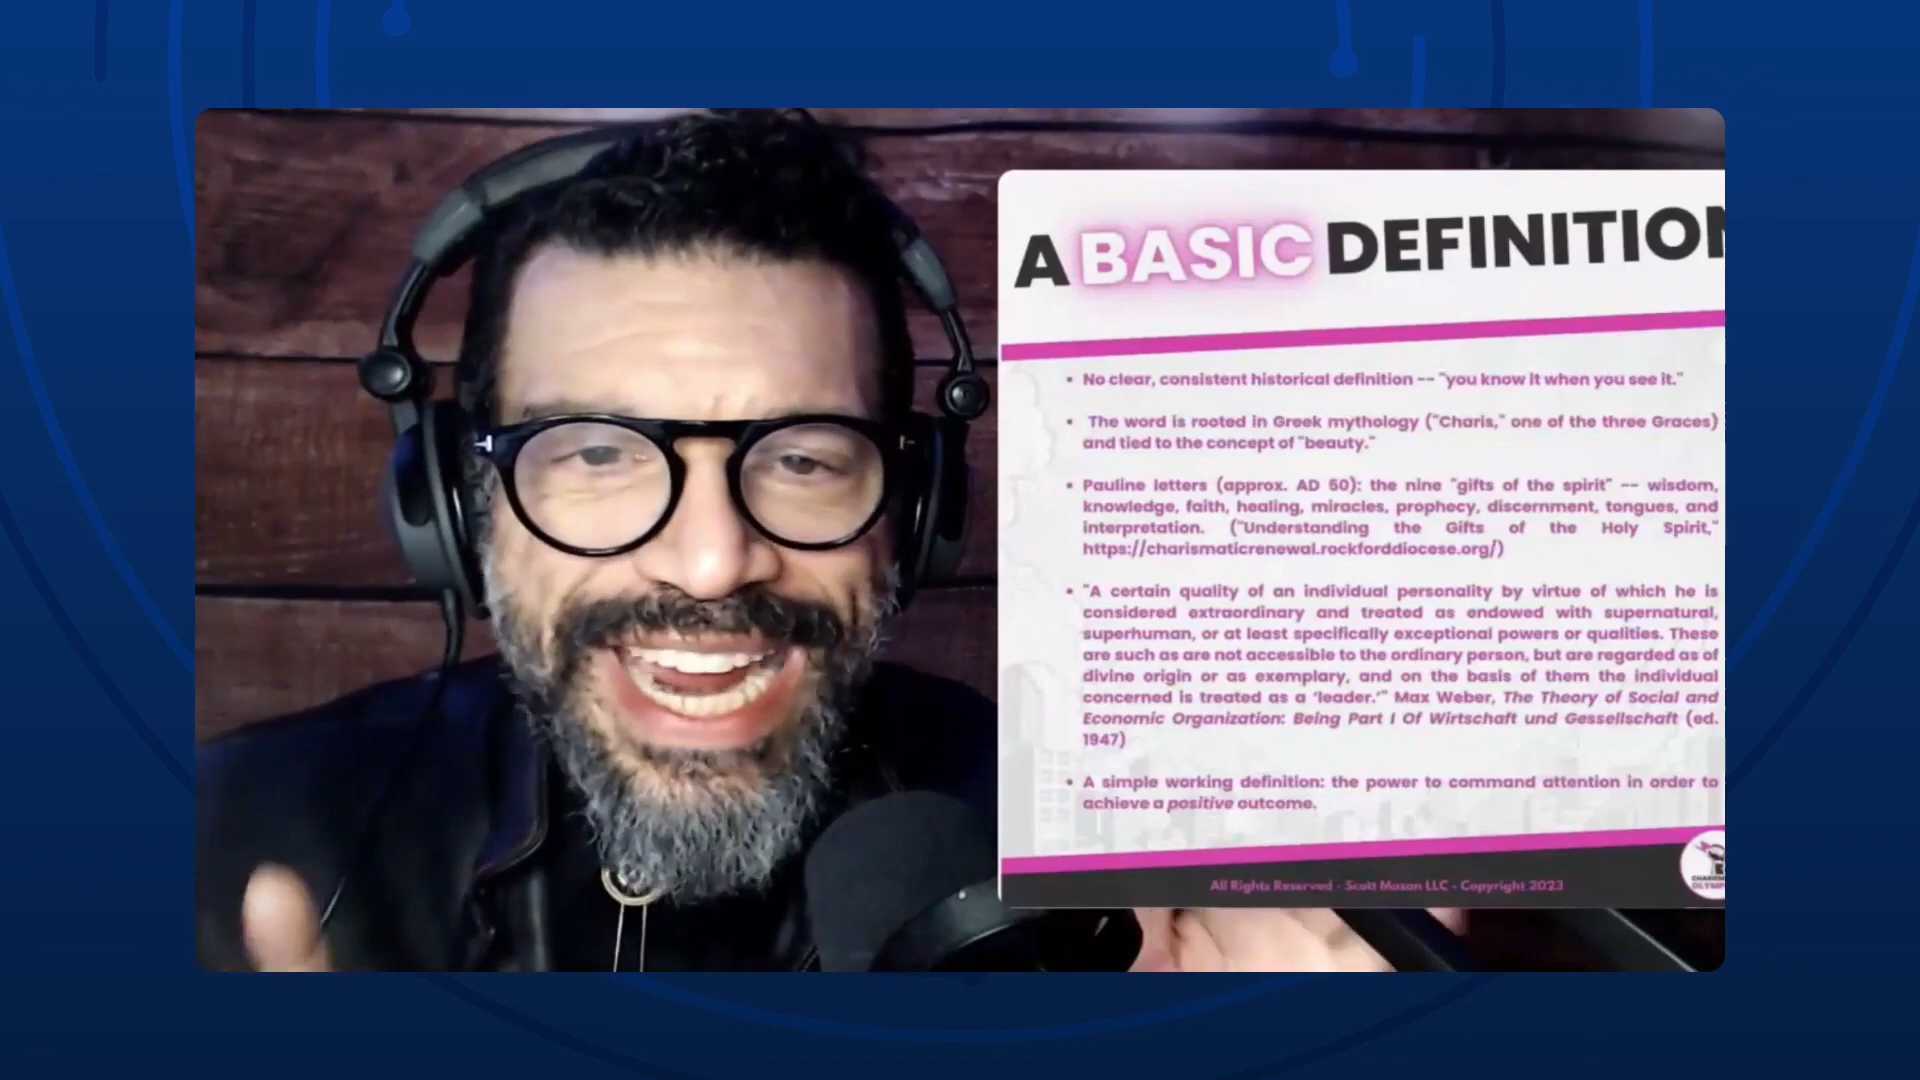 A BASIC DEFINITION
• No clear, consistent historical definition -- "you know it when you see it."
• The word is rooted in Greek mythology ("Charis," one of the three Graces)
and tied to the concept of "beauty."
• Pauline letters (approx. AD 50): the nine "gifts of the spirit" -- wisdom,
knowledge, faith, healing, miracles, prophecy, discernment, tongues, and
interpretation. ("Understanding the Gifts of the Holy Spirit,"
https://charismaticrenewal.rockforddiocese.org/)
• "A certain quality of an individual personality by virtue of which he is
considered extraordinary and treated as endowed with supernatural,
superhuman, or at least specifically exceptional powers or qualities. These
are such as are not accessible to the ordinary person, but are regarded as of
divine origin or as exemplary, and on the basis of them the individual
concerned is treated as a 'leader.'" Max Weber, The Theory of Social and
Economic Organization: Being Part I Of Wirtschaft und Gessellschaft (ed.
1947)
• A simple working definition: the power to command attention in order to
achieve a positive outcome.
All Rights Reserved - Scott Mason LLC - Copyright 2023